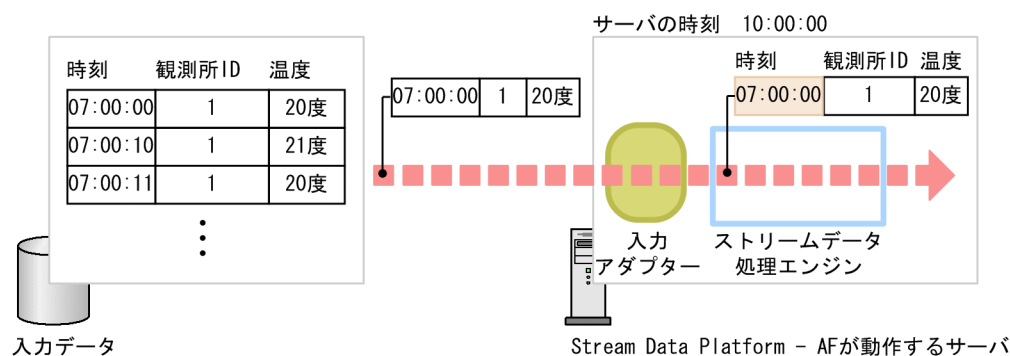 サーバの時刻 10:00:00
時刻 観測所ID 温度
07:00:00 1 20度
07:00:10 1 21度
07:00:11 1 20度
︙
07:00:00 1 20度
時刻 観測所ID 温度
07:00:00 1 20度
入力
アダプター
ストリームデータ
処理エンジン
入力データ
Stream Data Platform - AFが動作するサーバ